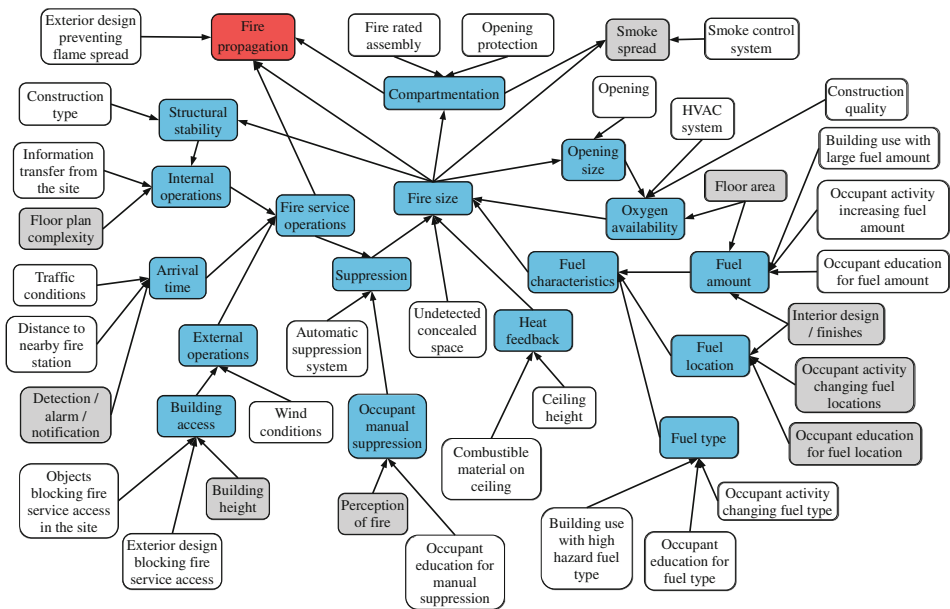 Exterior design
preventing
flame spread
Fire
propagation
Fire rated
assembly
Opening
protection
Smoke
spread
Smoke control
system
Construction
type
Structural
stability
Compartmentation
Opening
HVAC
system
Construction
quality
Information
transfer from
the site
Internal
operations
Opening
size
Building use with
large fuel amount
Floor plan
complexity
Fire service
operations
Fire size
Oxygen
availability
Floor area
Occupant activity
increasing fuel
amount
Traffic
conditions
Arrival
time
Suppression
Fuel
characteristics
Fuel
amount
Occupant education
for fuel amount
Distance to
nearby fire
station
External
operations
Automatic
suppression
system
Undetected
concealed
space
Heat
feedback
Fuel
location
Interior design
/ finishes
Detection /
alarm /
notification
Building
access
Wind
conditions
Occupant
manual
suppression
Ceiling
height
Occupant activity
changing fuel
locations
Combustible
material on
ceiling
Fuel type
Occupant education
for fuel location
Objects
blocking fire
service access
in the site
Building
height
Perception
of fire
Occupant activity
changing fuel type
Exterior design
blocking fire
service access
Occupant
education for
manual
suppression
Building use
with high
hazard fuel
type
Occupant
education for
fuel type